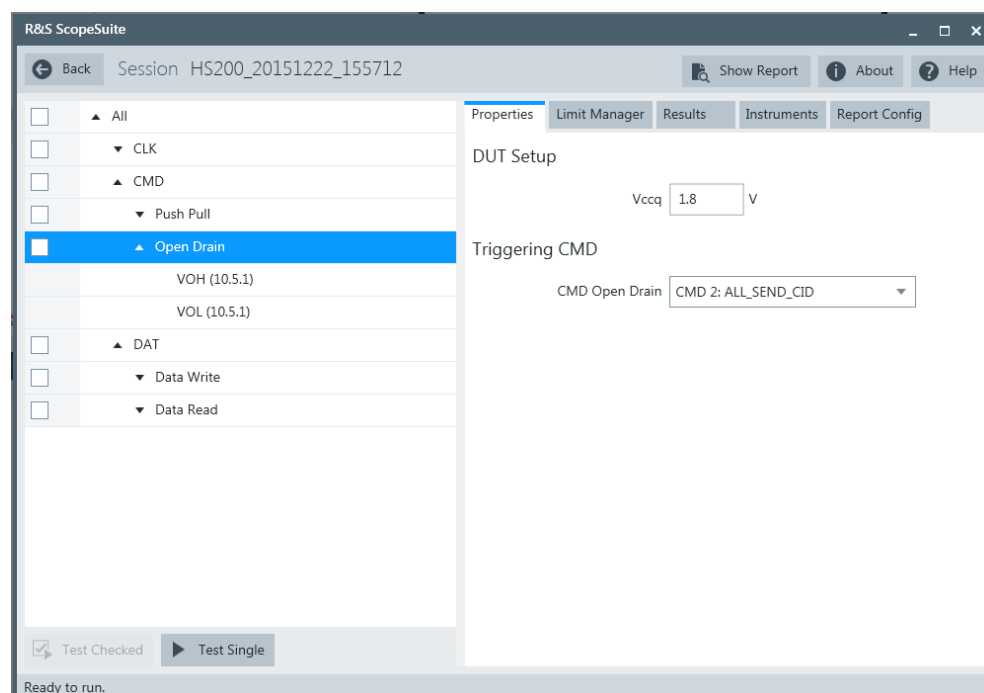 R&S ScopeSuite
Back Session HS200_20151222_155712 Show Report About Help
All
CLK
CMD
Push Pull
Open Drain
VOH (10.5.1)
VOL (10.5.1)
DAT
Data Write
Data Read
Test Checked Test Single
Properties Limit Manager Results Instruments Report Config
DUT Setup
Vccq 1.8 V
Triggering CMD
CMD Open Drain CMD 2: ALL_SEND_CID
Ready to run.